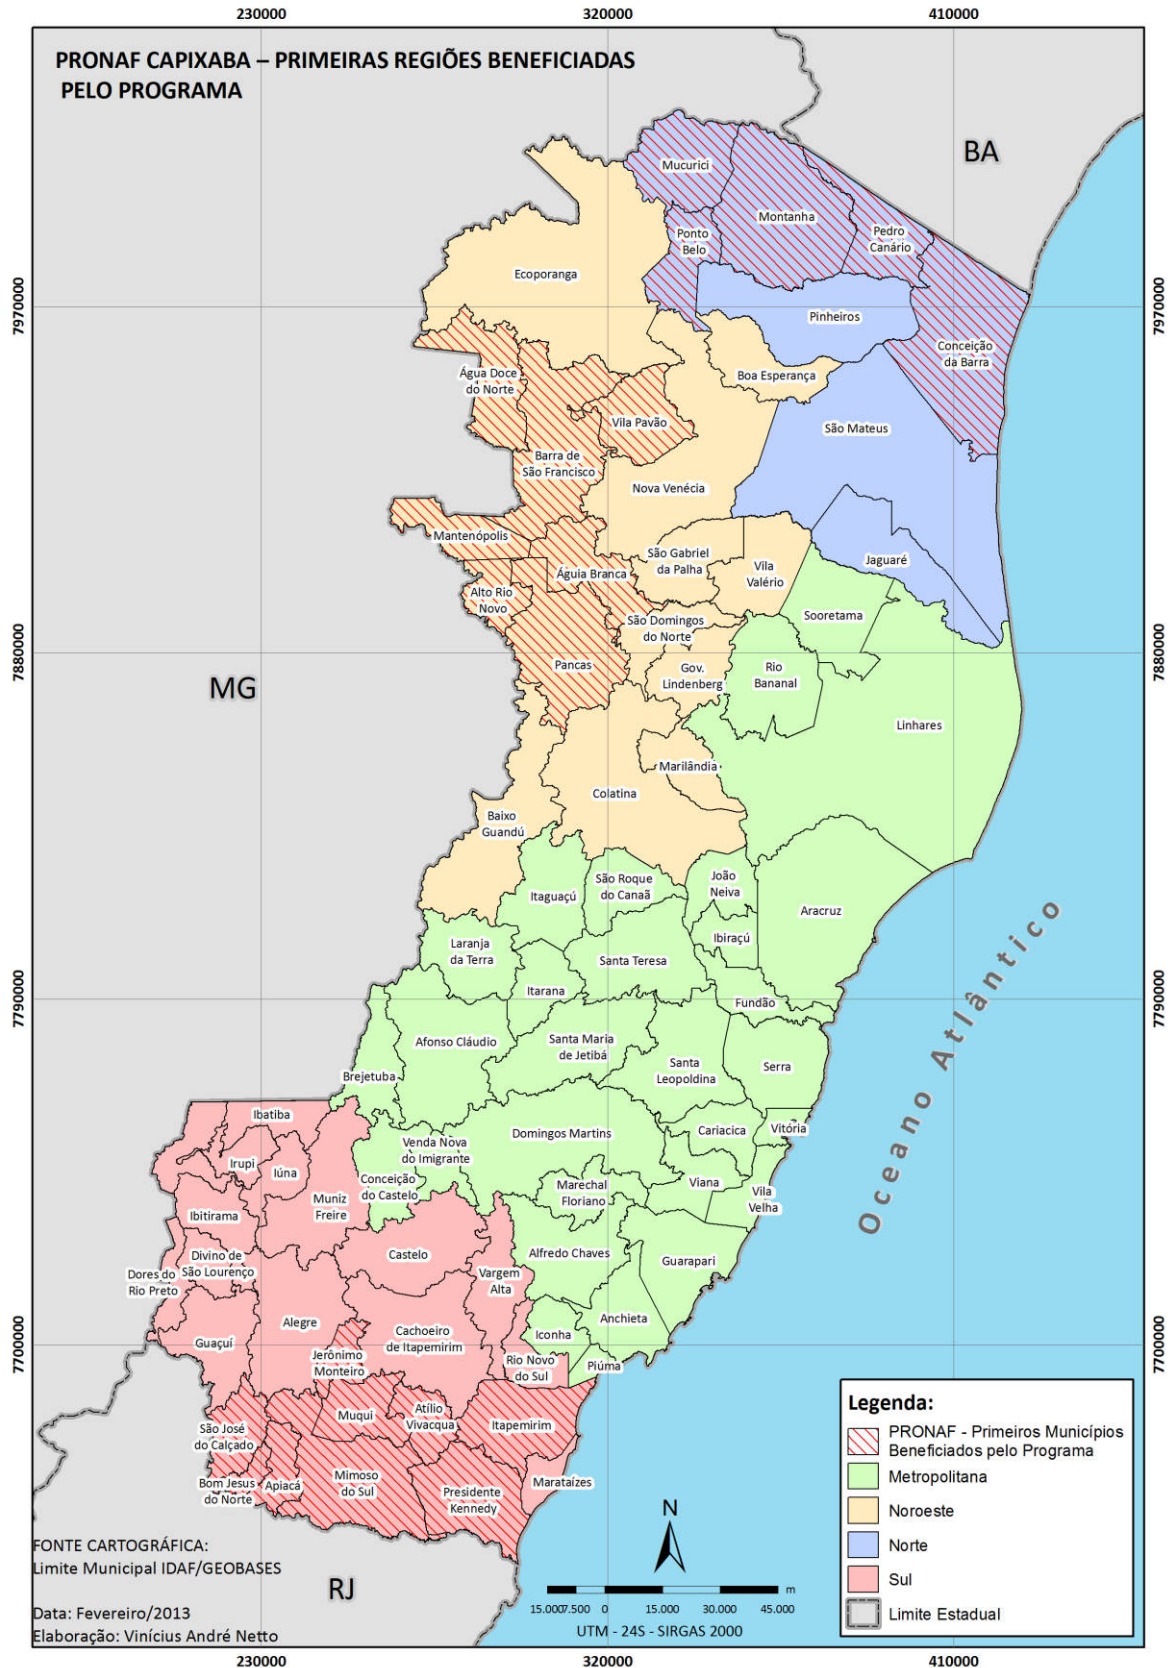 230000
320000
410000
PRONAF CAPIXABA – PRIMEIRAS REGIÕES BENEFICIADAS
PELO PROGRAMA
BA
Mucurici
Montanha
Ponto
Belo
Pedro
Canário
Ecoporanga
7970000
7970000
Pinheiros
Conceição
da Barra
Água Doce
do Norte
Boa Esperança
Vila Pavão
São Mateus
Barra de
São Francisco
Nova Venécia
Mantenópolis
São Gabriel
da Palha
Vila
Valério
Jaguaré
Águia Branca
Alto Rio
Novo
São Domingos
do Norte
Sooretama
7880000
7880000
Pancas
Gov.
Lindenberg
Rio
Bananal
MG
Linhares
Marilândia
Colatina
Baixo
Guandú
Itaguaçú
São Roque
do Canaã
João
Neiva
Aracruz
Ibiraçú
Laranja
da Terra
Santa Teresa
Itarana
Fundão
7790000
7790000
Oceano Atlântico
Afonso Cláudio
Santa Maria
de Jetibá
Santa
Leopoldina
Serra
Brejetuba
Ibatiba
Domingos Martins
Cariacica
Vitória
Venda Nova
do Imigrante
Irupi
Iúna
Conceição
do Castelo
Marechal
Floriano
Viana
Vila
Velha
Muniz
Freire
Ibitirama
Divino de
São Lourenço
Castelo
Alfredo Chaves
Guarapari
Dores do
Rio Preto
Vargem
Alta
Alegre
Anchieta
Guaçuí
Cachoeiro
de Itapemirim
Iconha
7700000
7700000
Jerônimo
Monteiro
Rio Novo
do Sul
Piúma
Muqui
Atílio
Vivacqua
Itapemirim
São José
do Calçado
Bom Jesus
do Norte
Apiacá
Mimoso
do Sul
Presidente
Kennedy
Marataízes
Legenda:
PRONAF - Primeiros Municípios
Beneficiados pelo Programa
Metropolitana
Noroeste
Norte
Sul
Limite Estadual
N
15.000 7.500 0 15.000 30.000 45.000 m
UTM - 24S - SIRGAS 2000
FONTE CARTOGRÁFICA:
Limite Municipal IDAF/GEOBASES
RJ
Data: Fevereiro/2013
Elaboração: Vinícius André Netto
230000
320000
410000